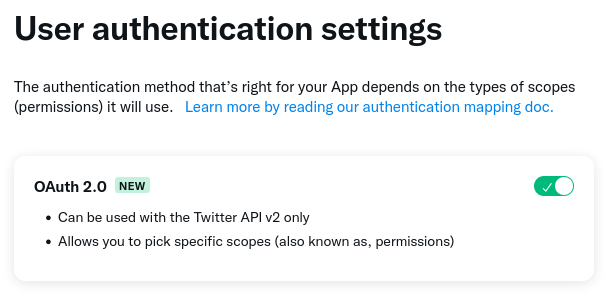 User authentication settings
The authentication method that's right for your App depends on the types of scopes
(permissions) it will use. Learn more by reading our authentication mapping doc.
OAuth 2.0 NEW
• Can be used with the Twitter API v2 only
• Allows you to pick specific scopes (also known as, permissions)